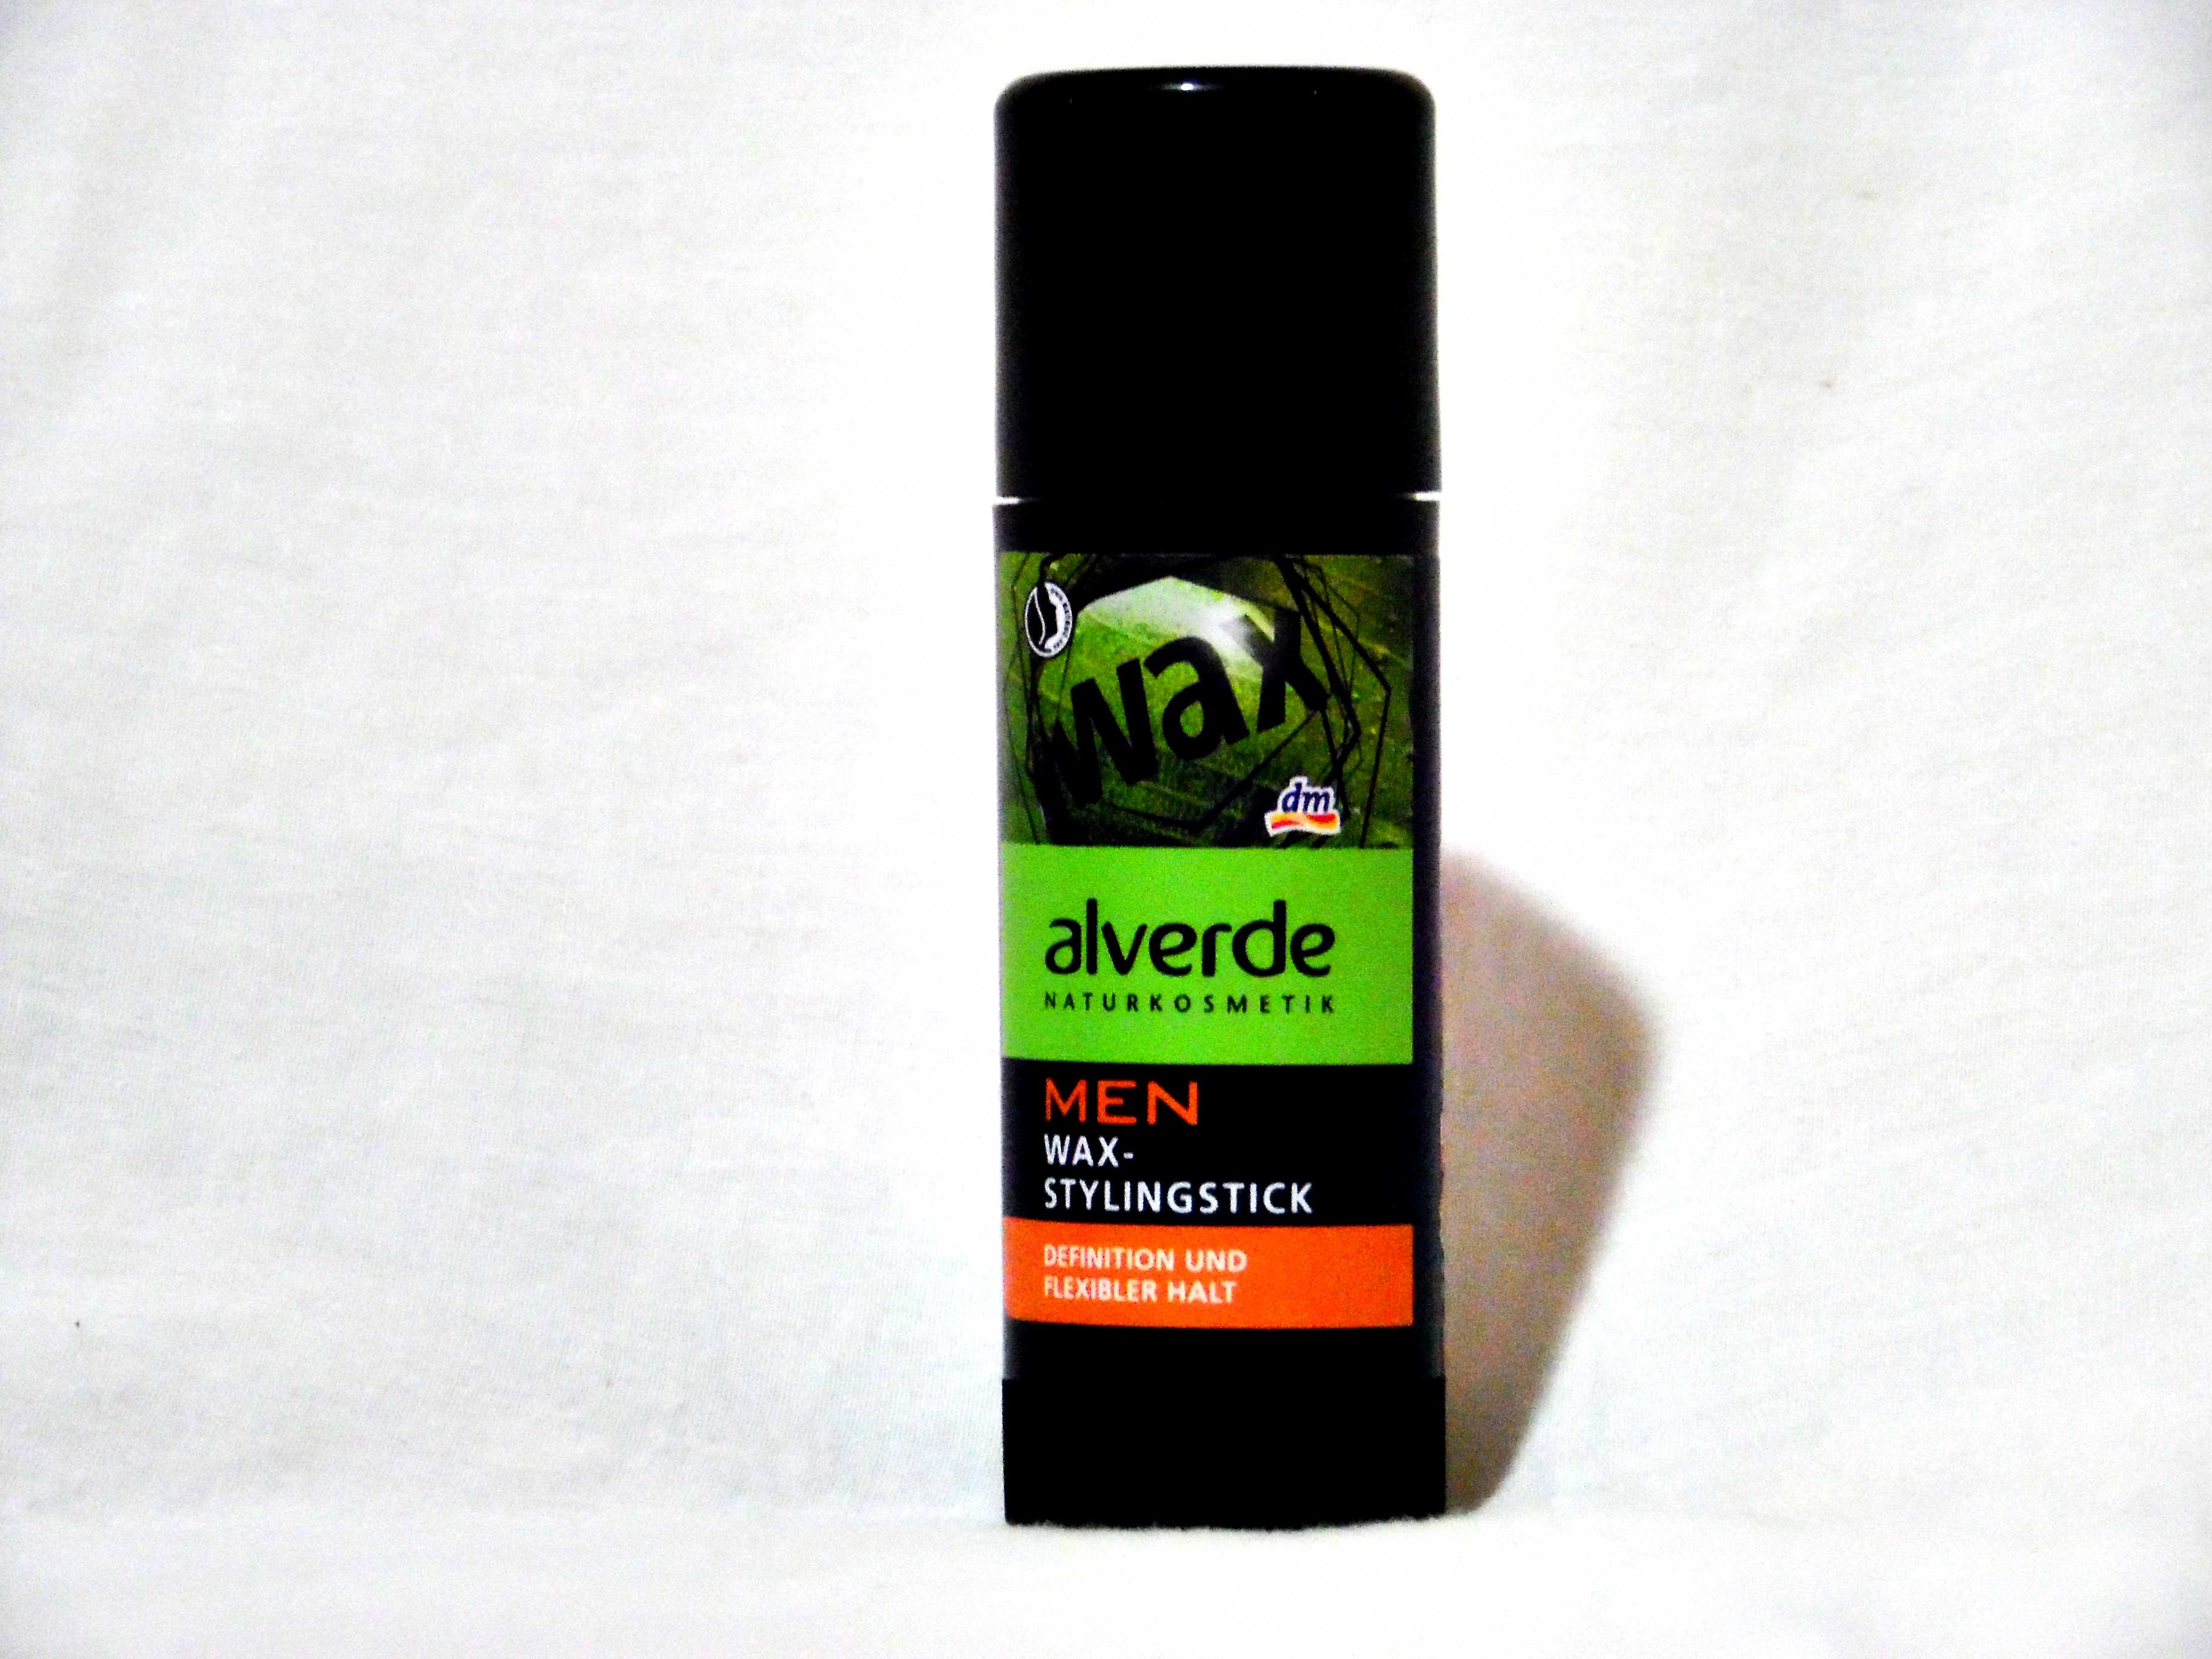 wax
dm
alverde
NATURKOSMETIK
MEN
WAX-
STYLINGSTICK
DEFINITION UND
FLEXIBLER HALT